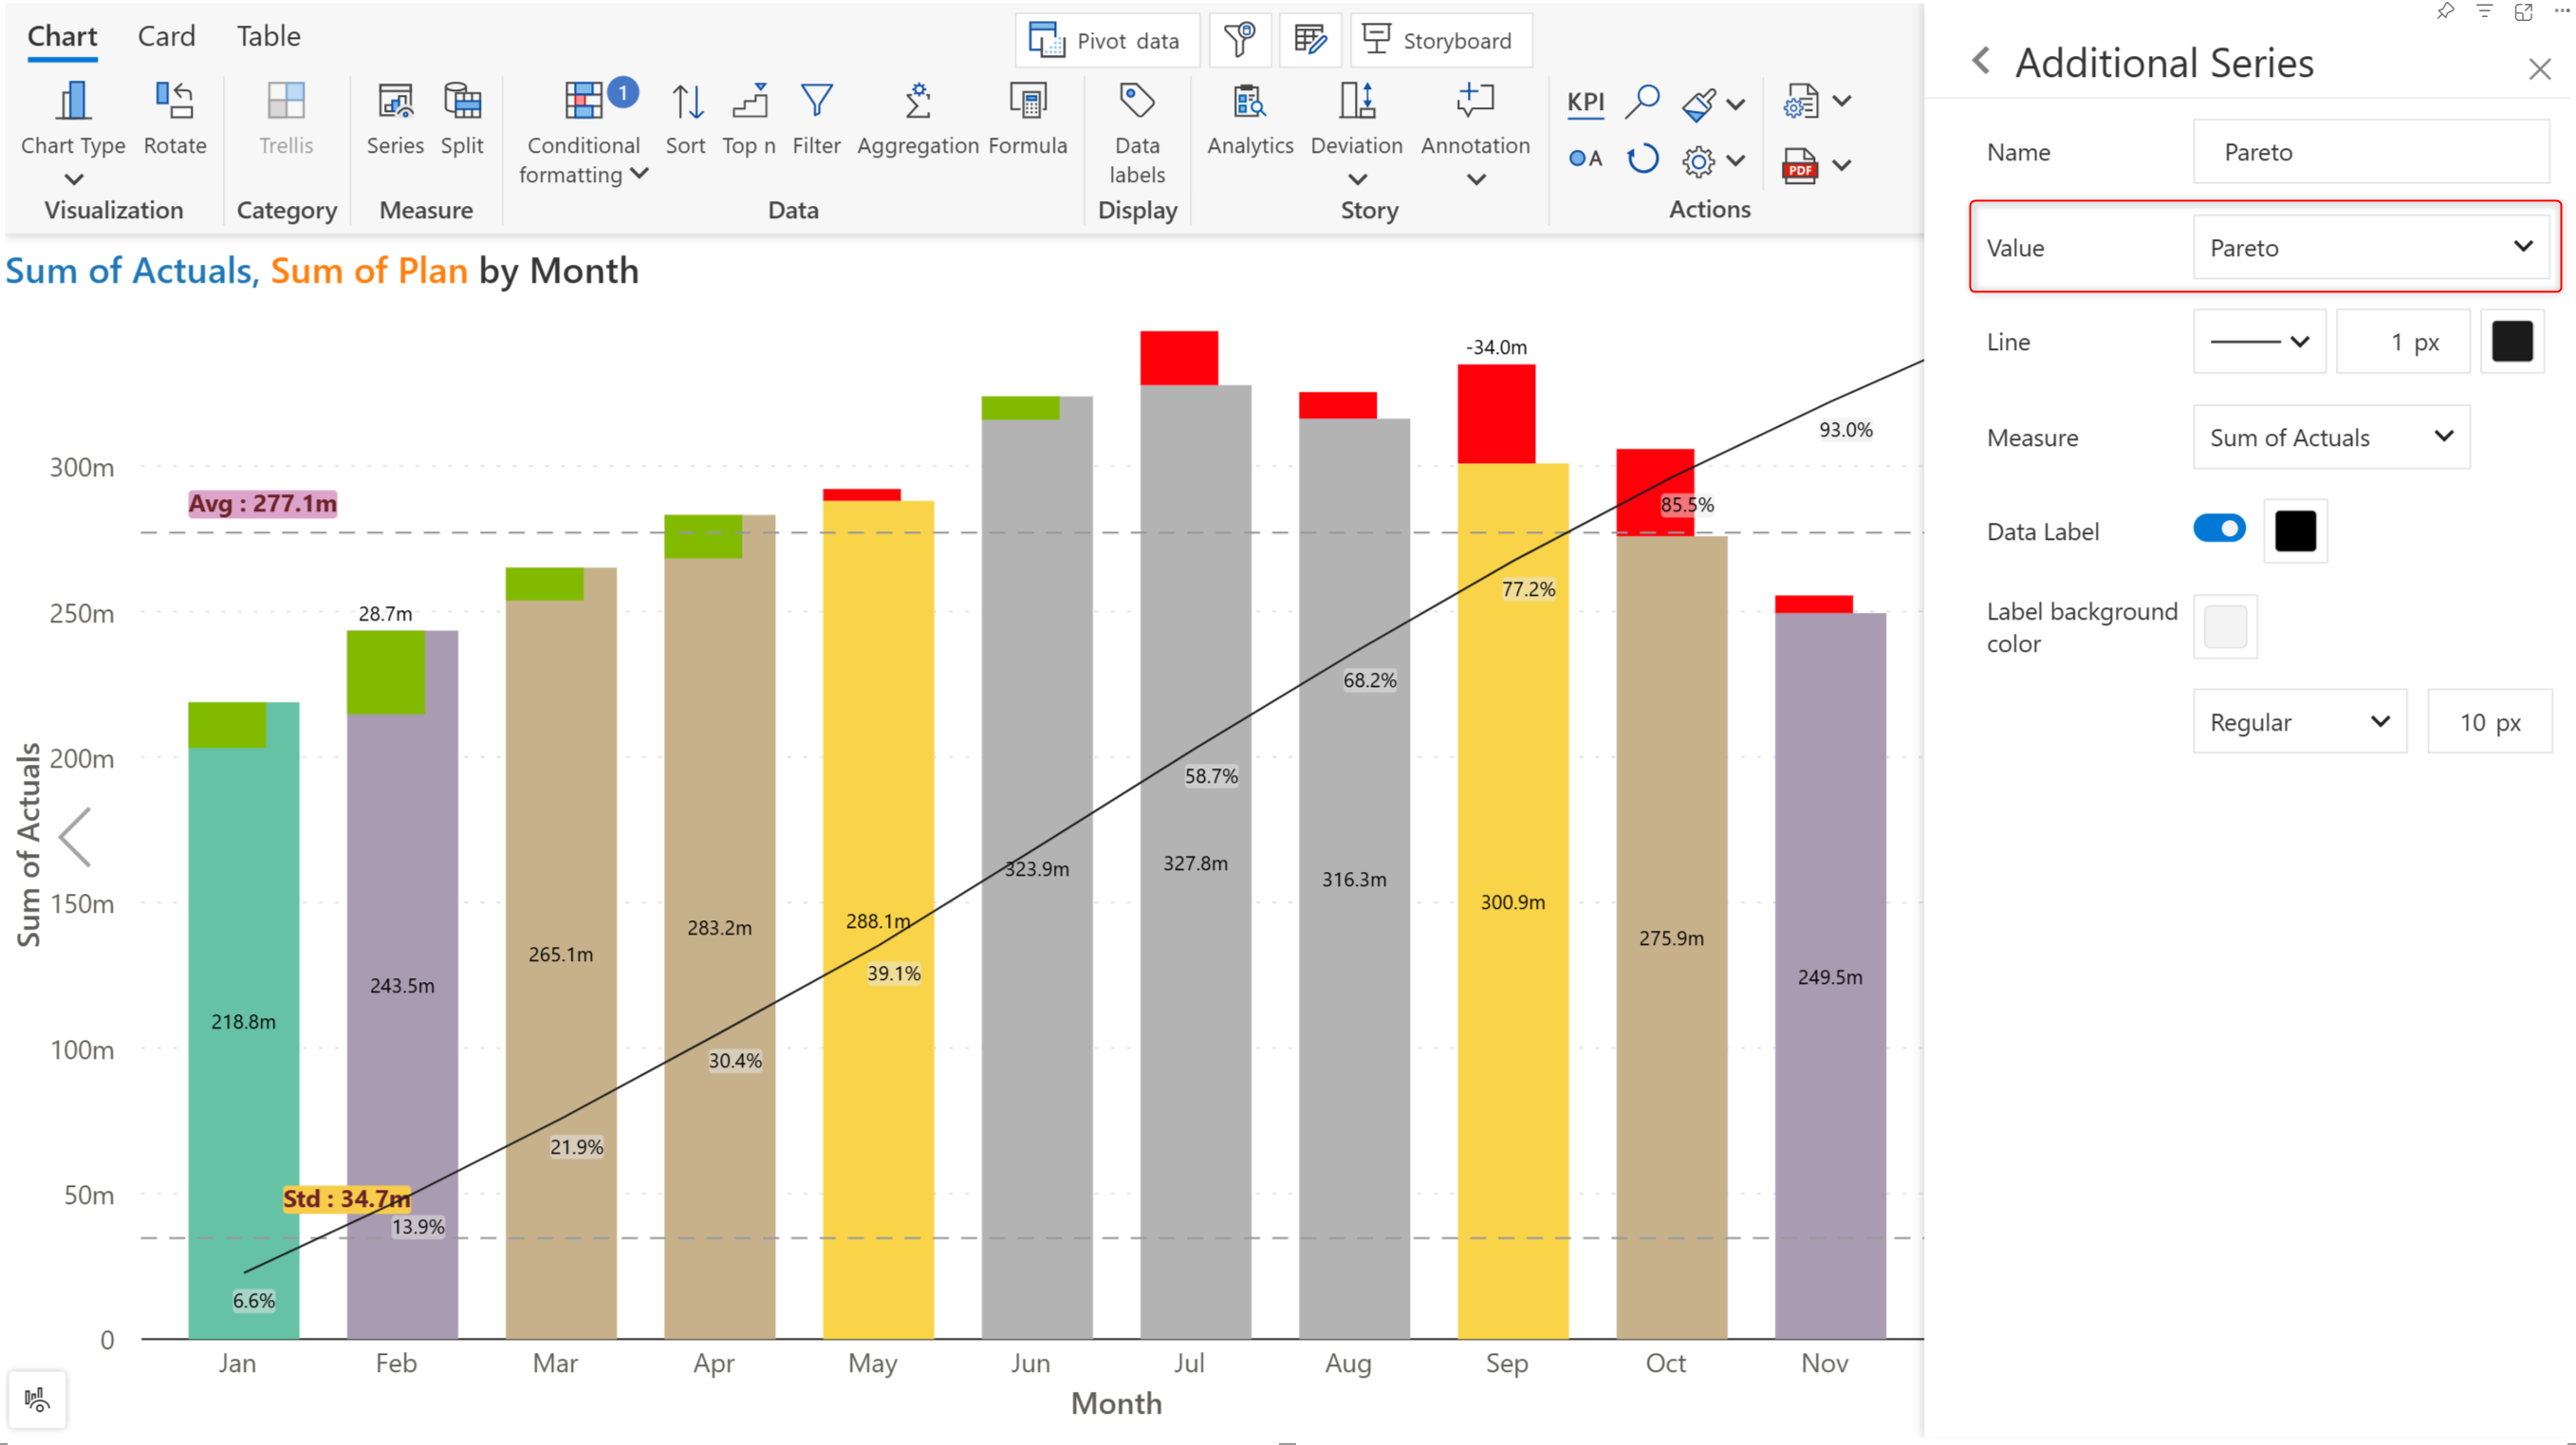 Chart Card Table
Pivot data
Storyboard
1
KPI
A
PDF
Chart Type
Rotate
Trellis
Series
Split
Conditional
formatting
Sort
Top n
Filter
Aggregation
Formula
Data
labels
Analytics
Deviation
Annotation
Visualization
Category
Measure
Data
Display
Story
Actions
Sum of Actuals, Sum of Plan by Month
Sum of Actuals
300m
250m
200m
150m
100m
50m
0
Avg : 277.1m
Std : 34.7m
28.7m
-34.0m
218.8m
243.5m
265.1m
283.2m
288.1m
323.9m
327.8m
316.3m
300.9m
275.9m
249.5m
6.6%
13.9%
21.9%
30.4%
39.1%
58.7%
68.2%
77.2%
85.5%
93.0%
Jan Feb Mar Apr May Jun Jul Aug Sep Oct Nov
Month
Additional Series
Name Pareto
Value Pareto
Line 1 px
Measure Sum of Actuals
Data Label
Label background
color
Regular 10 px